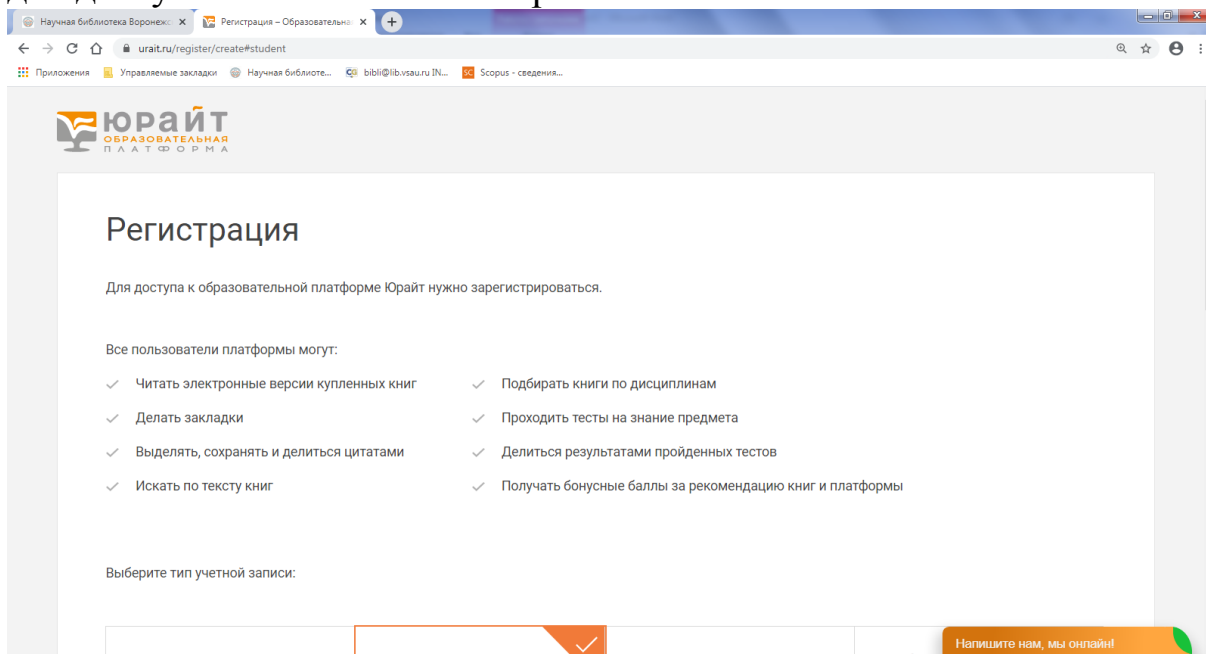 Научная библиотека Воронежс
Регистрация – Образовательна
urait.ru/register/create#student
Приложения Управляемые закладки Научная библиоте... bibli@lib.vsau.ru IN... Scopus - сведения...
юрайт
ОБРАЗОВАТЕЛЬНАЯ
ПЛАТФОРМА
Регистрация
Для доступа к образовательной платформе Юрайт нужно зарегистрироваться.
Все пользователи платформы могут:
Читать электронные версии купленных книг
Делать закладки
Выделять, сохранять и делиться цитатами
Искать по тексту книг
Подбирать книги по дисциплинам
Проходить тесты на знание предмета
Делиться результатами пройденных тестов
Получать бонусные баллы за рекомендацию книг и платформы
Выберите тип учетной записи:
Напишите нам, мы онлайн!